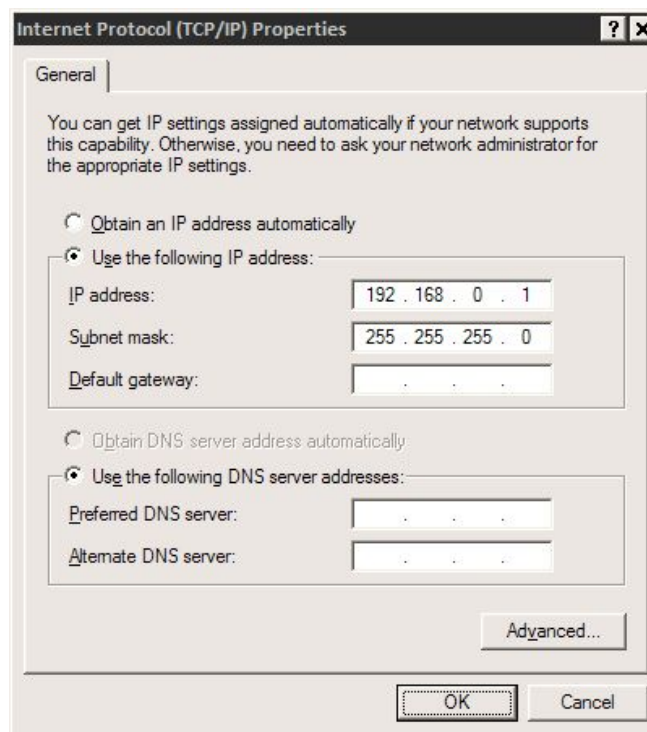 Internet Protocol (TCP/IP) Properties
? X
General
You can get IP settings assigned automatically if your network supports
this capability. Otherwise, you need to ask your network administrator for
the appropriate IP settings.
Obtain an IP address automatically
Use the following IP address:
IP address: 192 . 168 . 0 . 1
Subnet mask: 255 . 255 . 255 . 0
Default gateway: . . .
Obtain DNS server address automatically
Use the following DNS server addresses:
Preferred DNS server: . . .
Alternate DNS server: . . .
Advanced...
OK Cancel